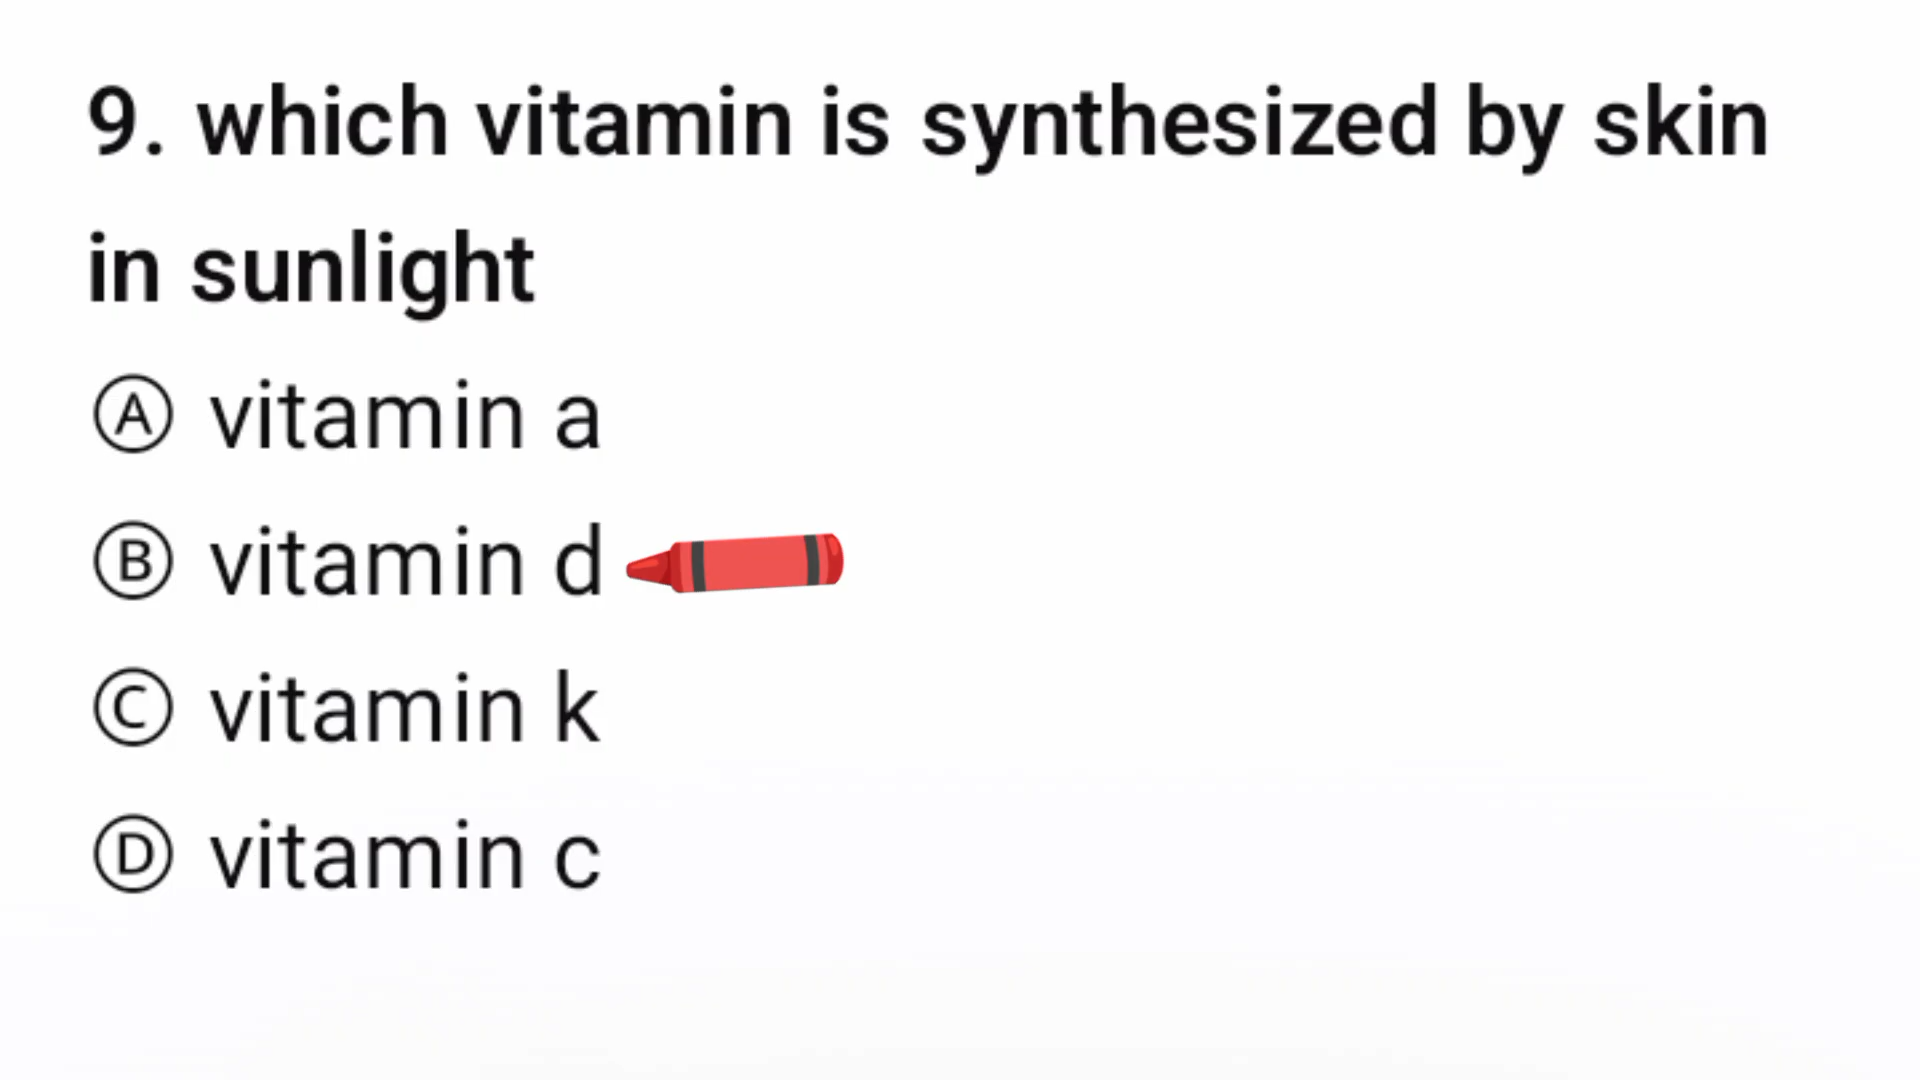 9. which vitamin is synthesized by skin
in sunlight
Ⓐ vitamin a
Ⓑ vitamin d
Ⓒ vitamin k
Ⓓ vitamin c